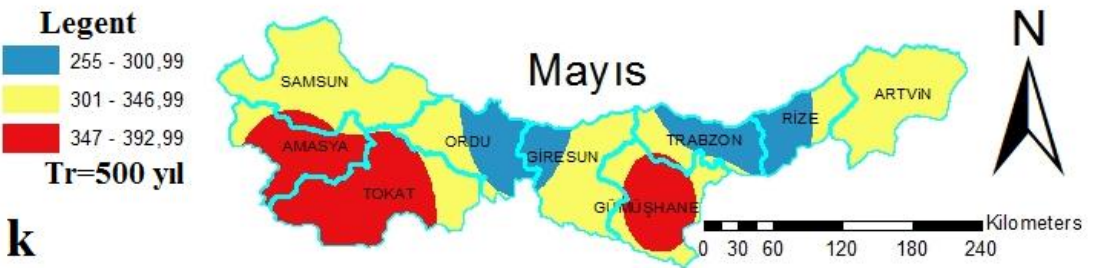 Legent
255 - 300,99
301 - 346,99
347 - 392,99
Tr=500 yıl
k
Mayıs
N
SAMSUN
AMASYA
TOKAT
ORDU
GİRESUN
GÜMÜŞHANE
TRABZON
RİZE
ARTVİN
Kilometers
0 30 60 120 180 240